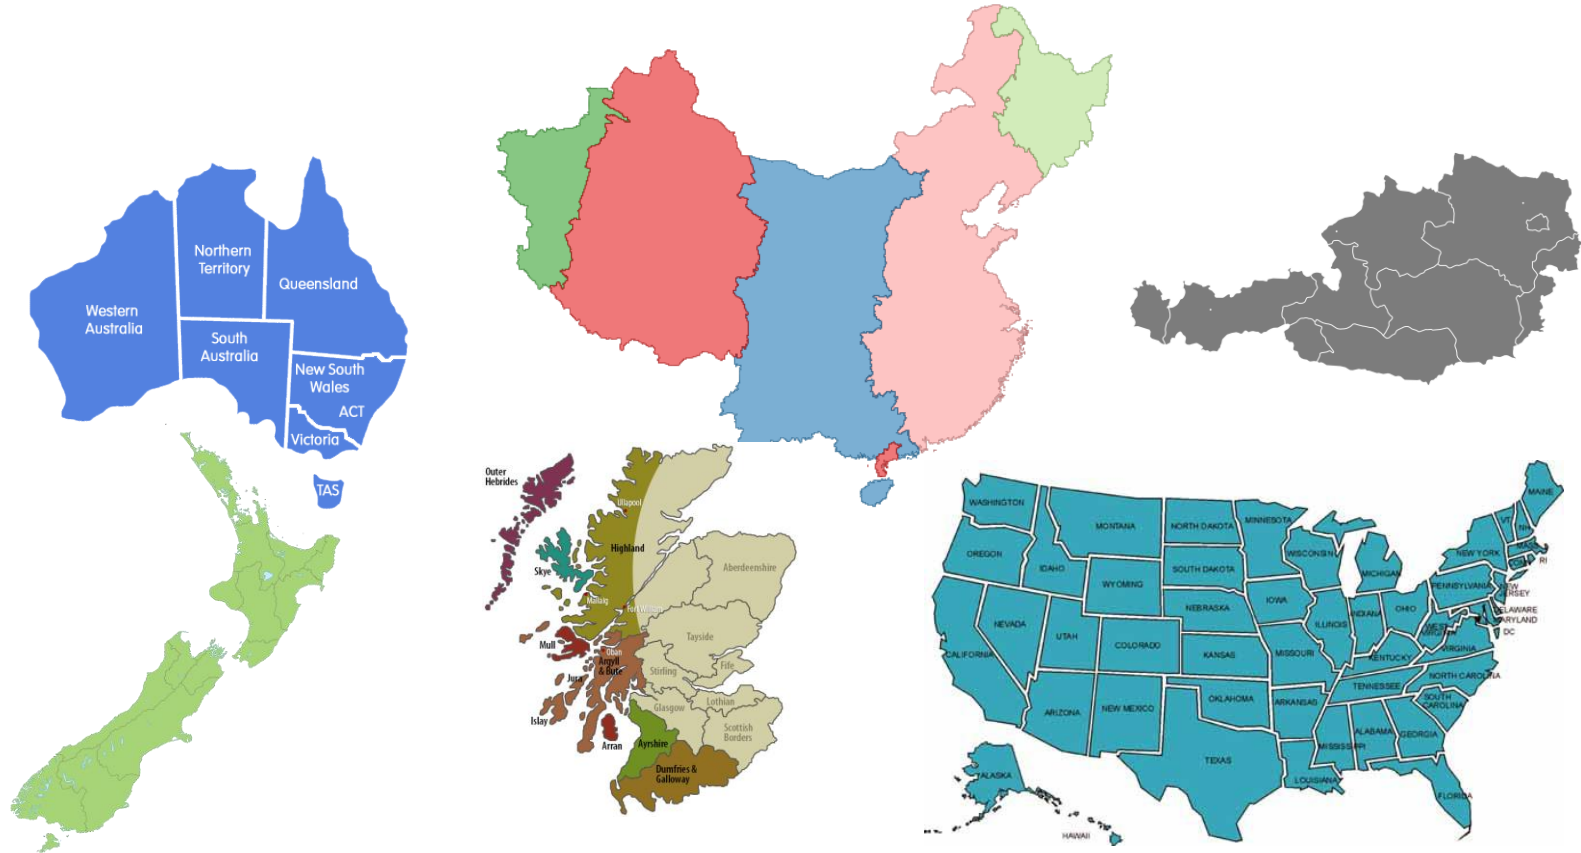 Northern
Territory
Queensland
Western
Australia
South
Australia
New South
Wales
ACT
Victoria
TAS
Outer
Hebrides
Ullapool
Highland
Skye
Aberdeenshire
Mallaig
Fort William
Tayside
Mull
Oban
Argyll
& Bute
Fife
Stirling
Jura
Glasgow
Lothian
Islay
Arran
Ayrshire
Scottish
Borders
Dumfries &
Galloway
WASHINGTON
MAINE
MONTANA
NORTH DAKOTA
MINNESOTA
VT
NH
OREGON
IDAHO
WISCONSIN
NEW YORK
MASS
RI
CONN
SOUTH DAKOTA
MICHIGAN
WYOMING
PENNSYLVANIA
NEW
JERSEY
IOWA
NEBRASKA
OHIO
DELAWARE
MARYLAND
DC
NEVADA
UTAH
ILLINOIS
INDIANA
WEST
VIRGINIA
COLORADO
KANSAS
MISSOURI
VIRGINIA
CALIFORNIA
KENTUCKY
NORTH CAROLINA
TENNESSEE
ARIZONA
NEW MEXICO
OKLAHOMA
ARKANSAS
SOUTH
CAROLINA
MISSISSIPPI
ALABAMA
GEORGIA
TEXAS
LOUISIANA
ALASKA
FLORIDA
HAWAII